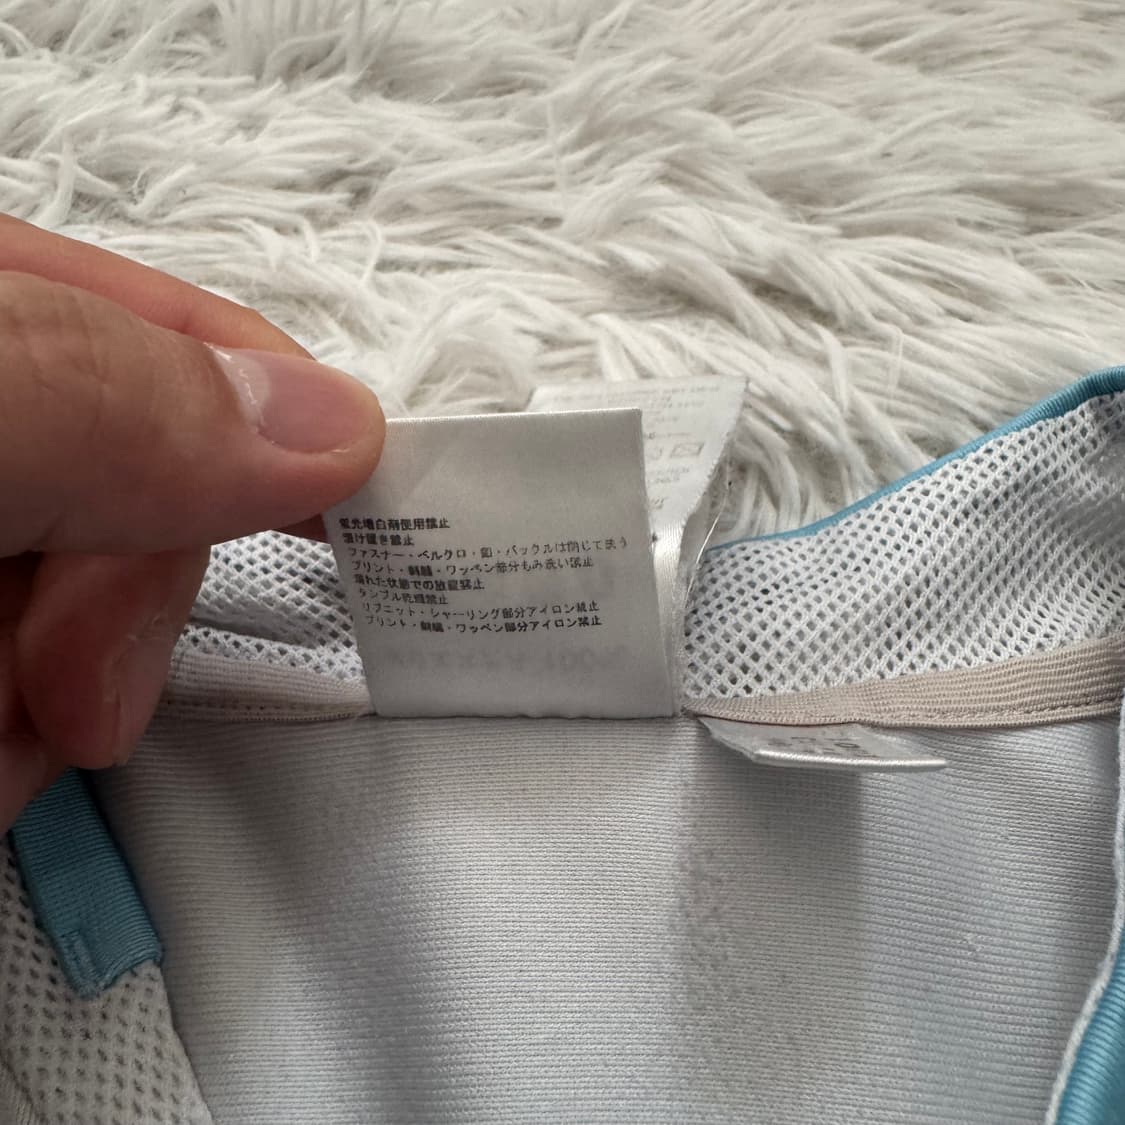 蛍光増白剤使用禁止
漬け置き禁止
ファスナー・ベルクロ・釦・バックルは閉じて洗う
プリント・刺繍・ワッペン部分もみ洗い禁止
濡れた状態での放置禁止
タンブル乾燥禁止
リブニット・シャーリング部分アイロン禁止
プリント・刺繍・ワッペン部分アイロン禁止